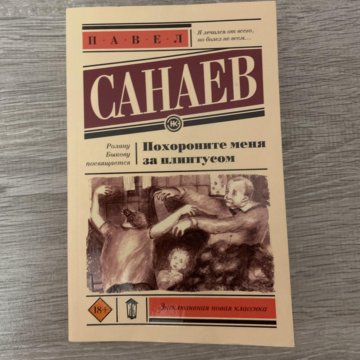 П • А • В • Е • Л
Я лечился от всего,
но болел не всем...
САНАЕВ
НК
Ролану
Быкову
посвящается
Похороните меня
за плинтусом
18+
Эксклюзивная новая классика